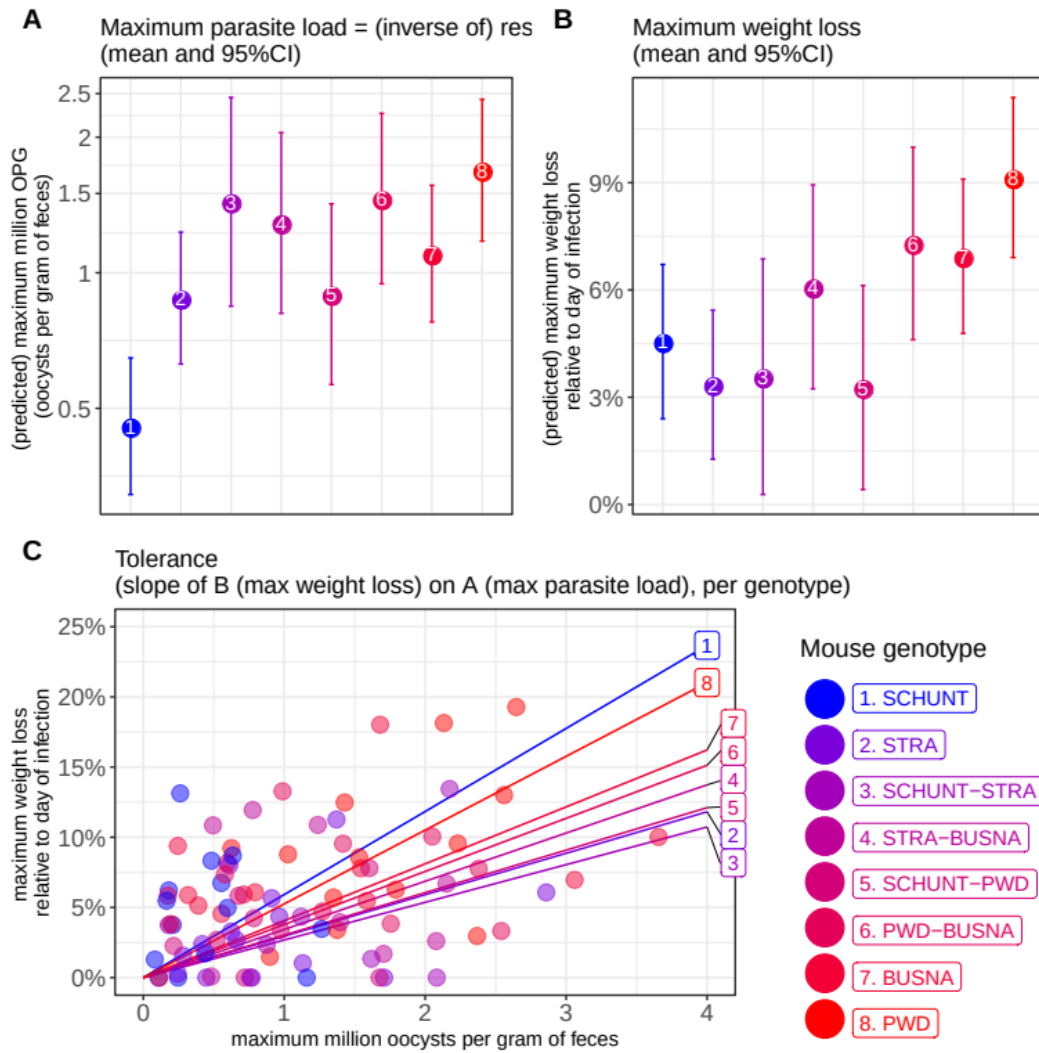 A
Maximum parasite load = (inverse of) res
(mean and 95%CI)
(predicted) maximum million OPG
(oocysts per gram of feces)
2.5
2
1.5
1
0.5
1
2
3
4
5
6
7
8
B
Maximum weight loss
(mean and 95%CI)
(predicted) maximum weight loss
relative to day of infection
9%
6%
3%
0%
1
2
3
4
5
6
7
8
C
Tolerance
(slope of B (max weight loss) on A (max parasite load), per genotype)
maximum weight loss
relative to day of infection
25%
20%
15%
10%
5%
0%
1
8
7
6
4
5
2
3
0
1
2
3
4
maximum million oocysts per gram of feces
Mouse genotype
1. SCHUNT
2. STRA
3. SCHUNT−STRA
4. STRA−BUSNA
5. SCHUNT−PWD
6. PWD−BUSNA
7. BUSNA
8. PWD